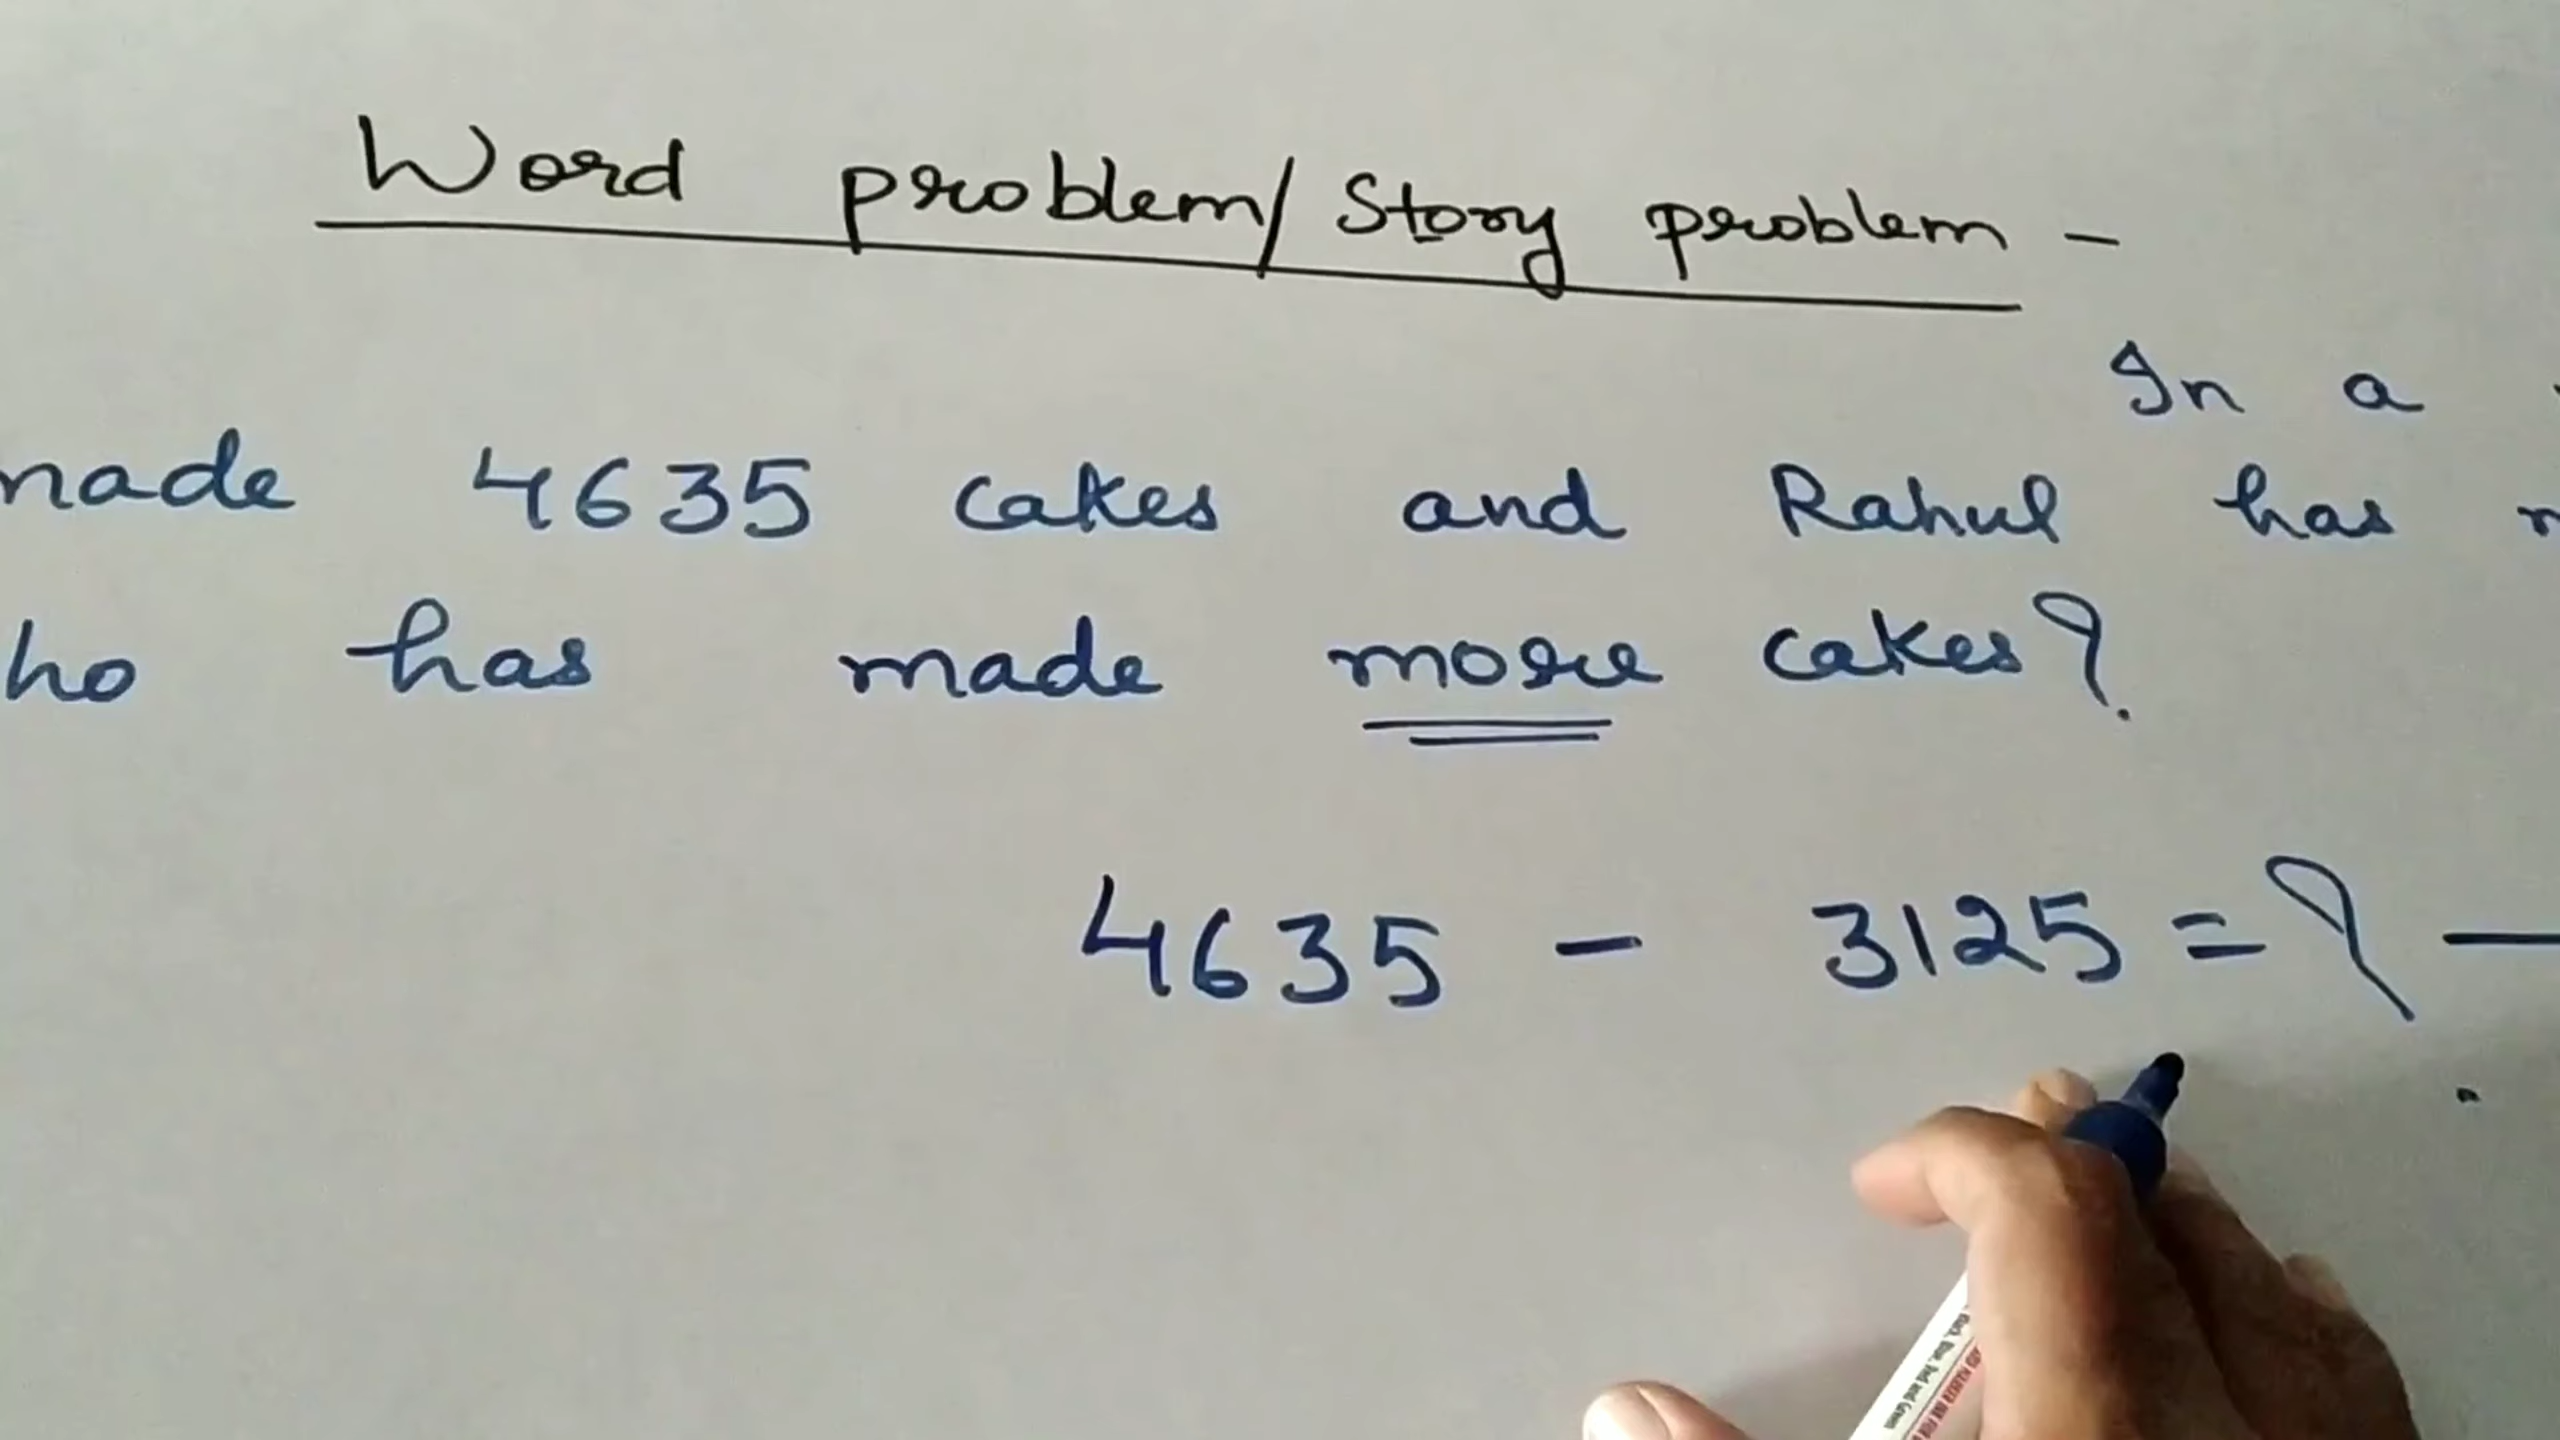 Word problem/Story problem -
In a
made 4635 cakes and Rahul has
ho has made more cakes?
4635 - 3125 = ? -